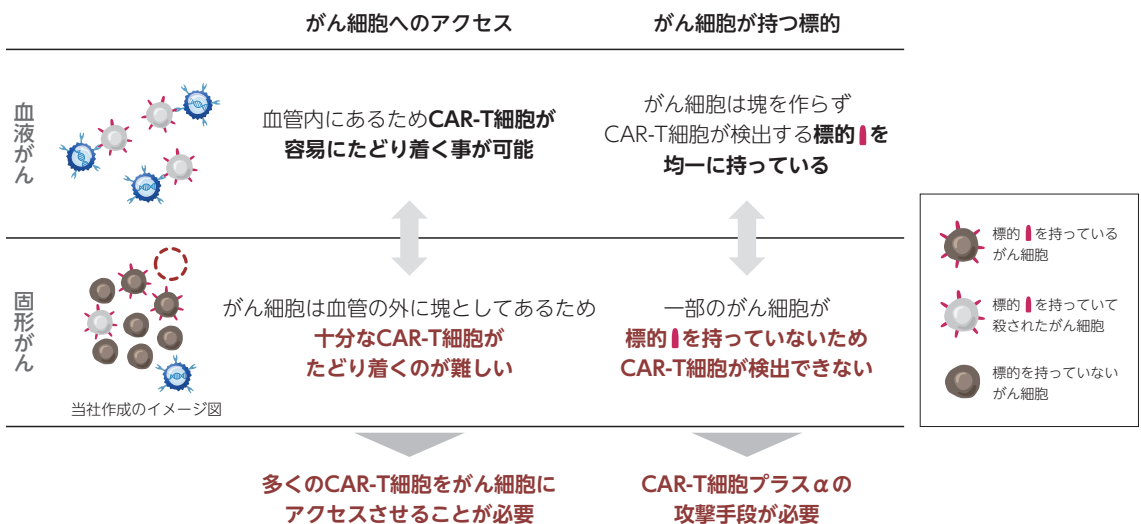 がん細胞へのアクセス
がん細胞が持つ標的
血液がん
血管内にあるためCAR-T細胞が
容易にたどり着く事が可能
がん細胞は塊を作らず
CAR-T細胞が検出する標的を
均一に持っている
固形がん
当社作成のイメージ図
がん細胞は血管の外に塊としてあるため
十分なCAR-T細胞が
たどり着くのが難しい
一部のがん細胞が
標的を持っていないため
CAR-T細胞が検出できない
多くのCAR-T細胞をがん細胞に
アクセスさせることが必要
CAR-T細胞プラスαの
攻撃手段が必要
標的を持っている
がん細胞
標的を持っていて
殺されたがん細胞
標的を持っていない
がん細胞